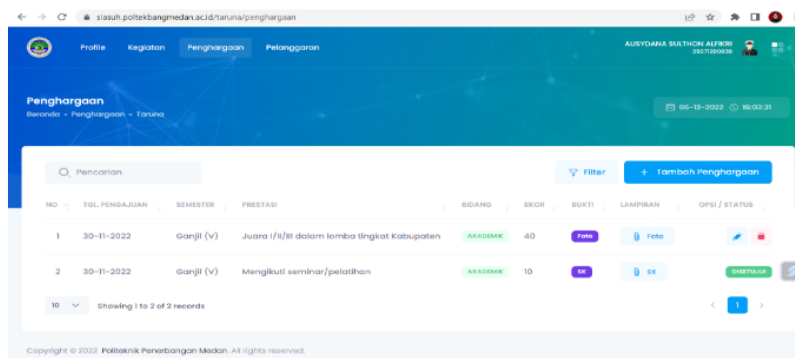 siasuh.poltekbangmedan.ac.id/taruna/penghargaan
Profile Kegiatan Penghargaan Pelanggaran
AUSYDANA SULTHON ALFIKRI
Penghargaan
Beranda - Penghargaan - Taruna
06-12-2022 16:03:31
Pencarian
Filter
+ Tambah Penghargaan
NO TGL. PENGAJUAN SEMESTER PRESTASI BIDANG SKOR BUKTI LAMPIRAN OPSI / STATUS
1 30-11-2022 Ganjil (V) Juara I/II/III dalam lomba tingkat Kabupaten AKADEMIK 40 Foto Foto
2 30-11-2022 Ganjil (V) Mengikuti seminar/pelatihan AKADEMIK 10 SK SK DISETUJUI
10 Showing 1 to 2 of 2 records < 1 >
Copyright © 2022 Politeknik Penerbangan Medan. All rights reserved.